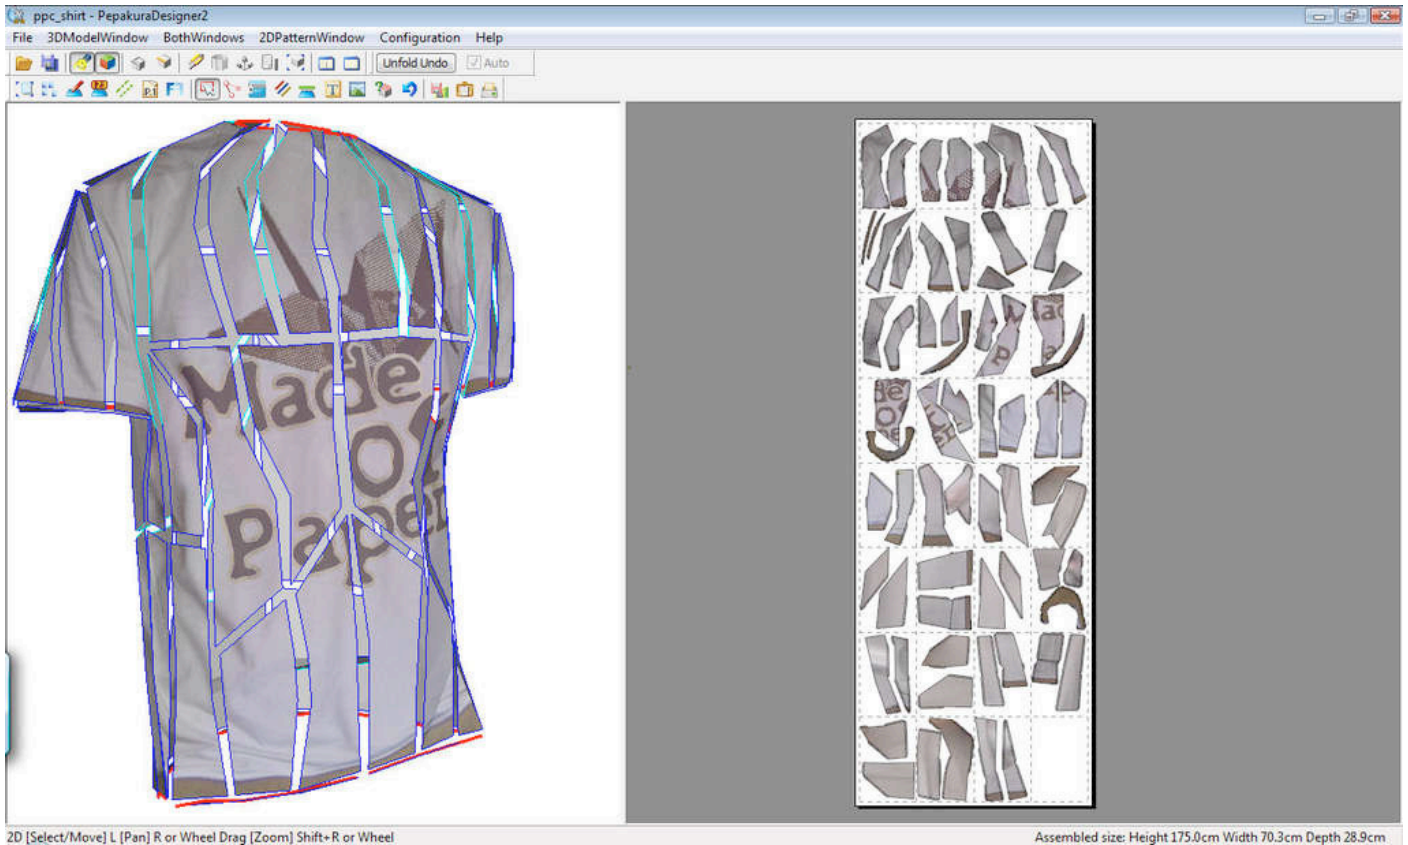 ppc_shirt - PepakuraDesigner2
File 3DModelWindow BothWindows 2DPatternWindow Configuration Help
Unfold Undo Auto
Made
Of
Paper
2D [Select/Move] L [Pan] R or Wheel Drag [Zoom] Shift+R or Wheel
Assembled size: Height 175.0cm Width 70.3cm Depth 28.9cm